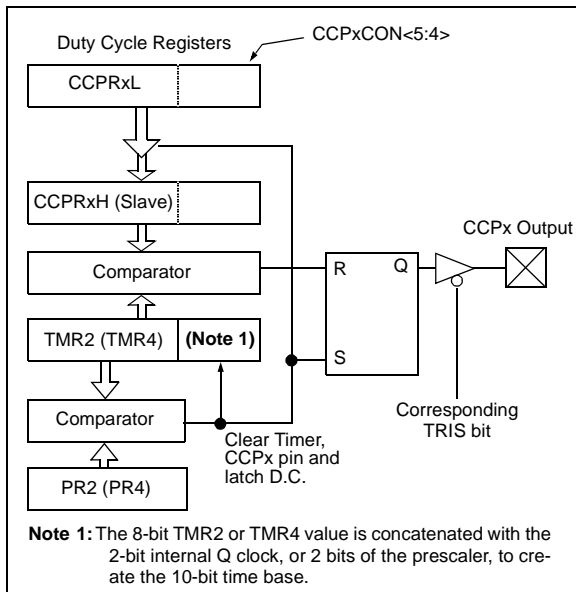 Duty Cycle Registers
CCPxCON<5:4>
CCPRxL
CCPRxH (Slave)
Comparator
TMR2 (TMR4)
(Note 1)
Comparator
PR2 (PR4)
R
Q
S
CCPx Output
Corresponding
TRIS bit
Clear Timer,
CCPx pin and
latch D.C.
Note 1: The 8-bit TMR2 or TMR4 value is concatenated with the
2-bit internal Q clock, or 2 bits of the prescaler, to cre-
ate the 10-bit time base.